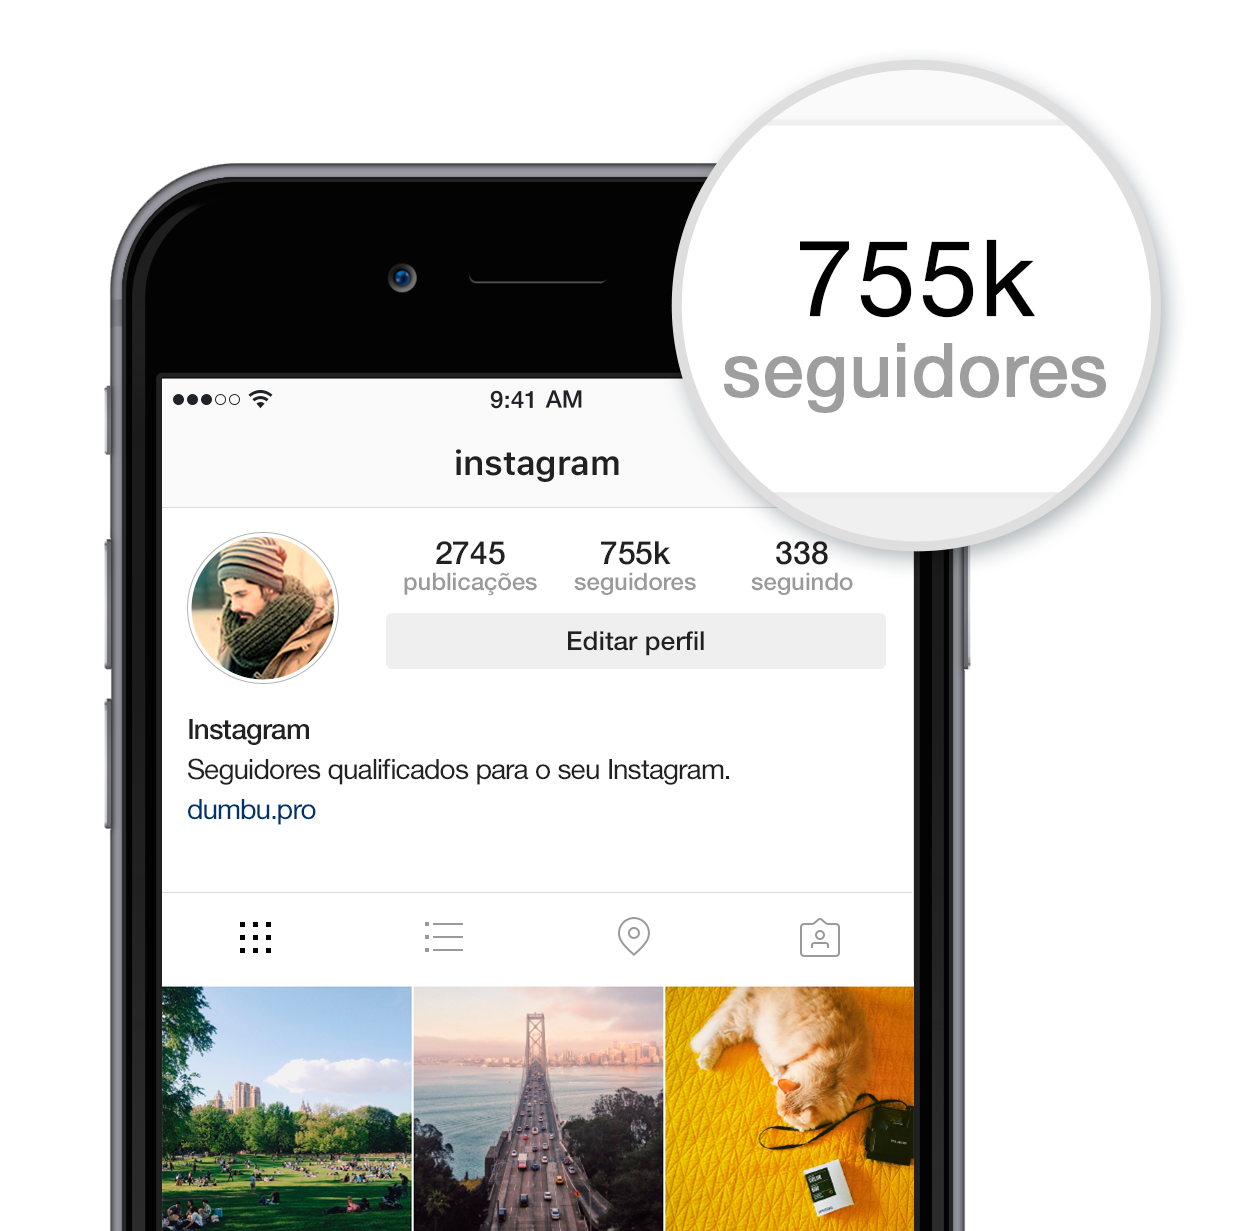 755k
seguidores
9:41 AM
instagram
2745 755k 338
publicações seguidores seguindo
Editar perfil
Instagram
Seguidores qualificados para o seu Instagram.
dumbu.pro